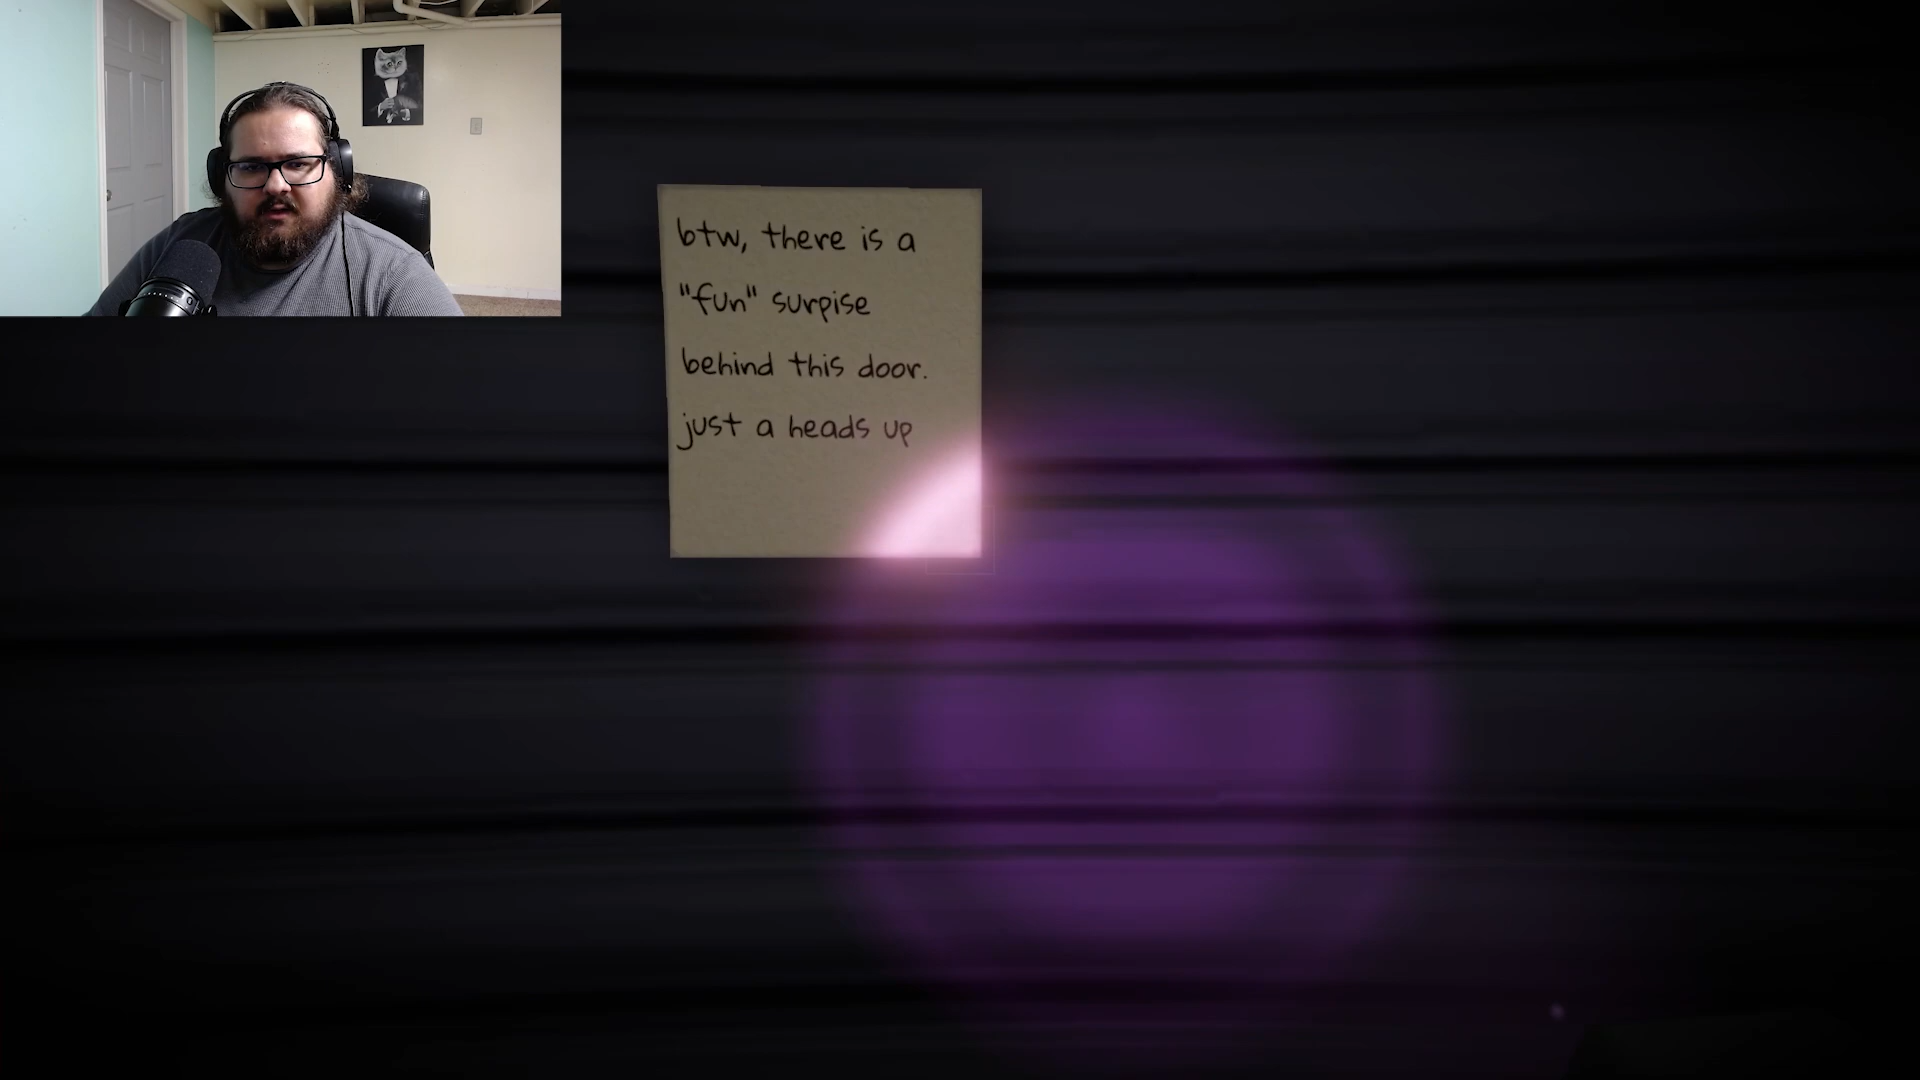 btw, there is a
"fun" surpise
behind this door.
just a heads up